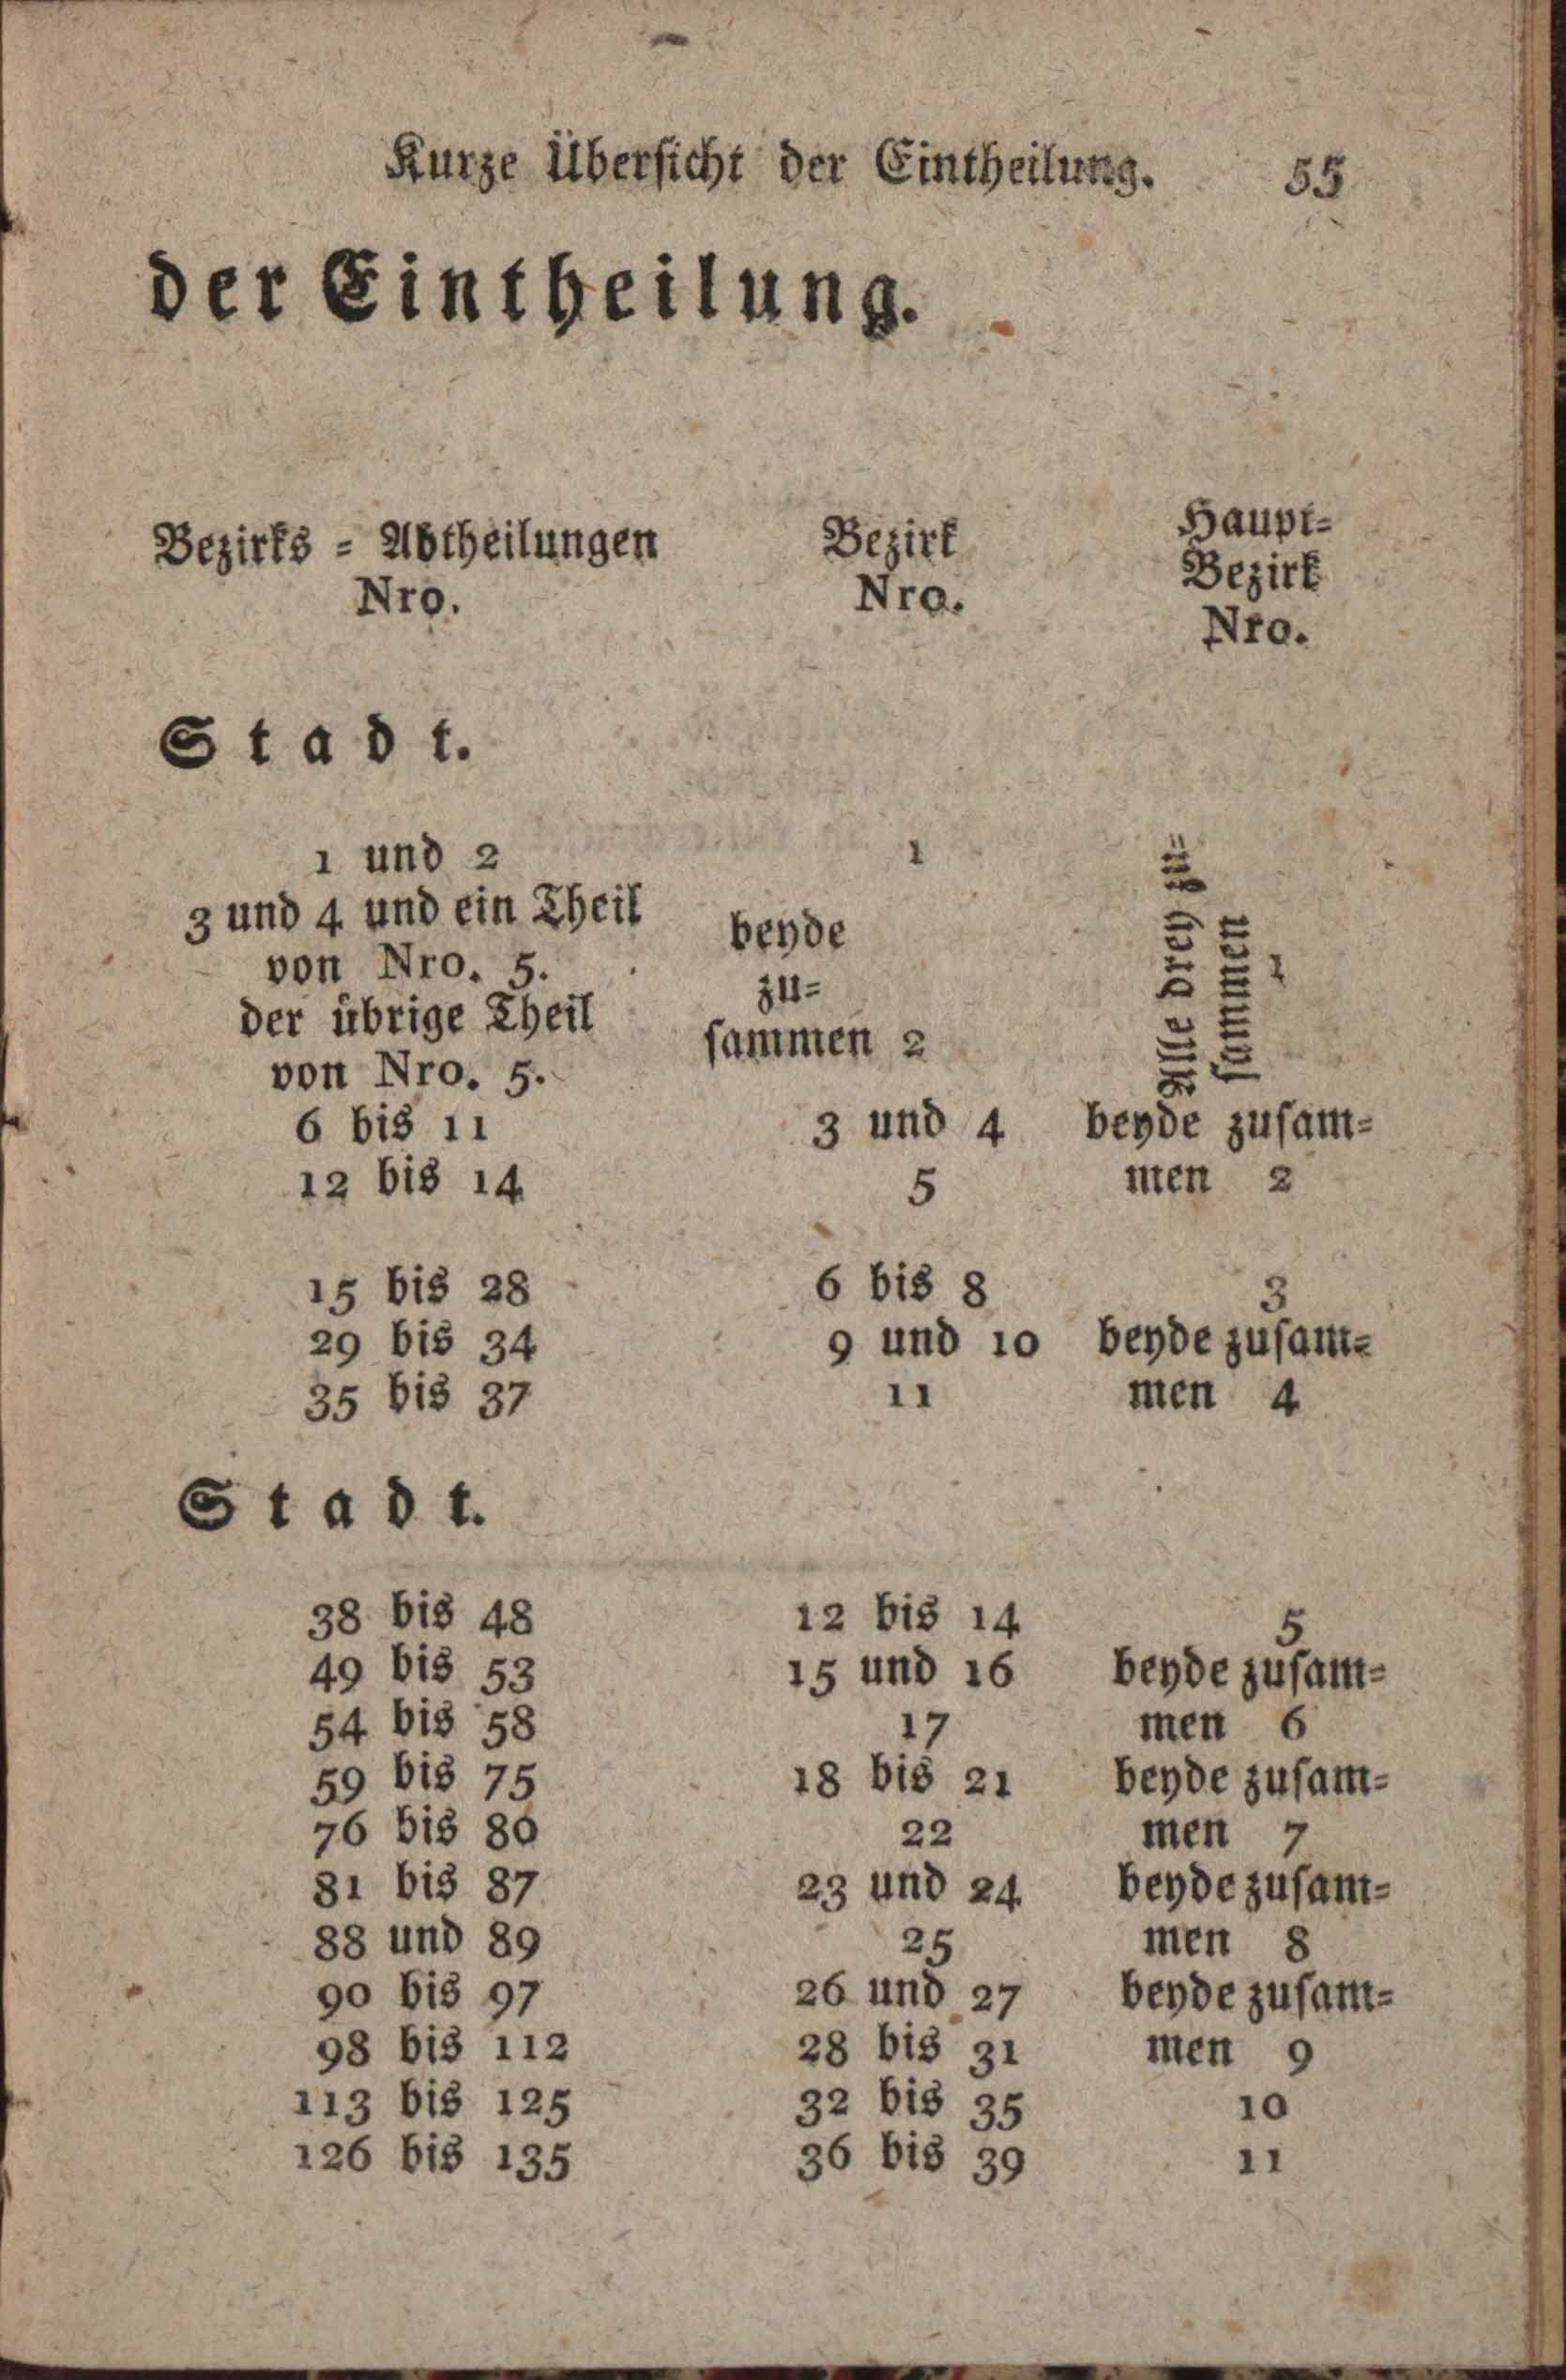 Kurze Übersicht der Eintheilung. 55
der Eintheilung.
Bezirks = Abtheilungen Nro.
Bezirk Nro.
Haupt=
Bezirk
Nro.
Stadt.
1 und 2 1
3 und 4 und ein Theil
von Nro. 5.
der übrige Theil
von Nro. 5.
beyde
zu=
sammen 2
Alle drey zu=
sammen 1
6 bis 11 3 und 4 beyde zusam=
12 bis 14 5 men 2
15 bis 28 6 bis 8 3
29 bis 34 9 und 10 beyde zusam=
35 bis 37 11 men 4
Stadt.
38 bis 48 12 bis 14 5
49 bis 53 15 und 16 beyde zusam=
54 bis 58 17 men 6
59 bis 75 18 bis 21 beyde zusam=
76 bis 80 22 men 7
81 bis 87 23 und 24 beyde zusam=
88 und 89 25 men 8
90 bis 97 26 und 27 beyde zusam=
98 bis 112 28 bis 31 men 9
113 bis 125 32 bis 35 10
126 bis 135 36 bis 39 11